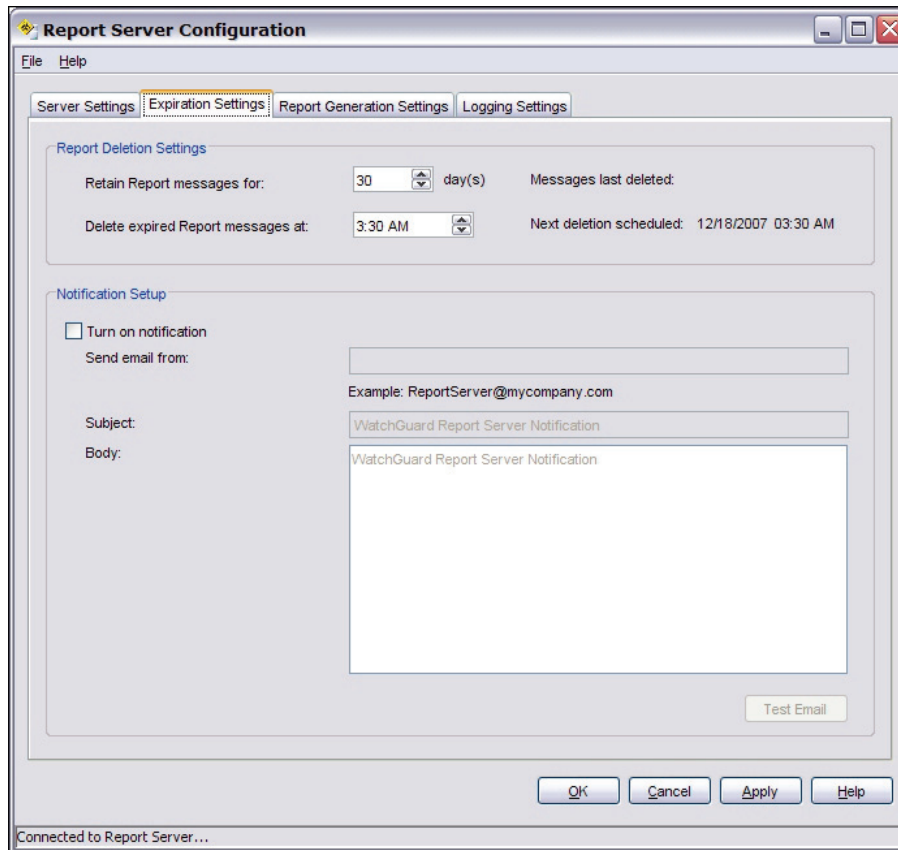 Report Server Configuration
File Help
Server Settings Expiration Settings Report Generation Settings Logging Settings
Report Deletion Settings
Retain Report messages for: 30 day(s) Messages last deleted:
Delete expired Report messages at: 3:30 AM Next deletion scheduled: 12/18/2007 03:30 AM
Notification Setup
Turn on notification
Send email from:
Example: ReportServer@mycompany.com
Subject: WatchGuard Report Server Notification
Body: WatchGuard Report Server Notification
Test Email
OK Cancel Apply Help
Connected to Report Server...